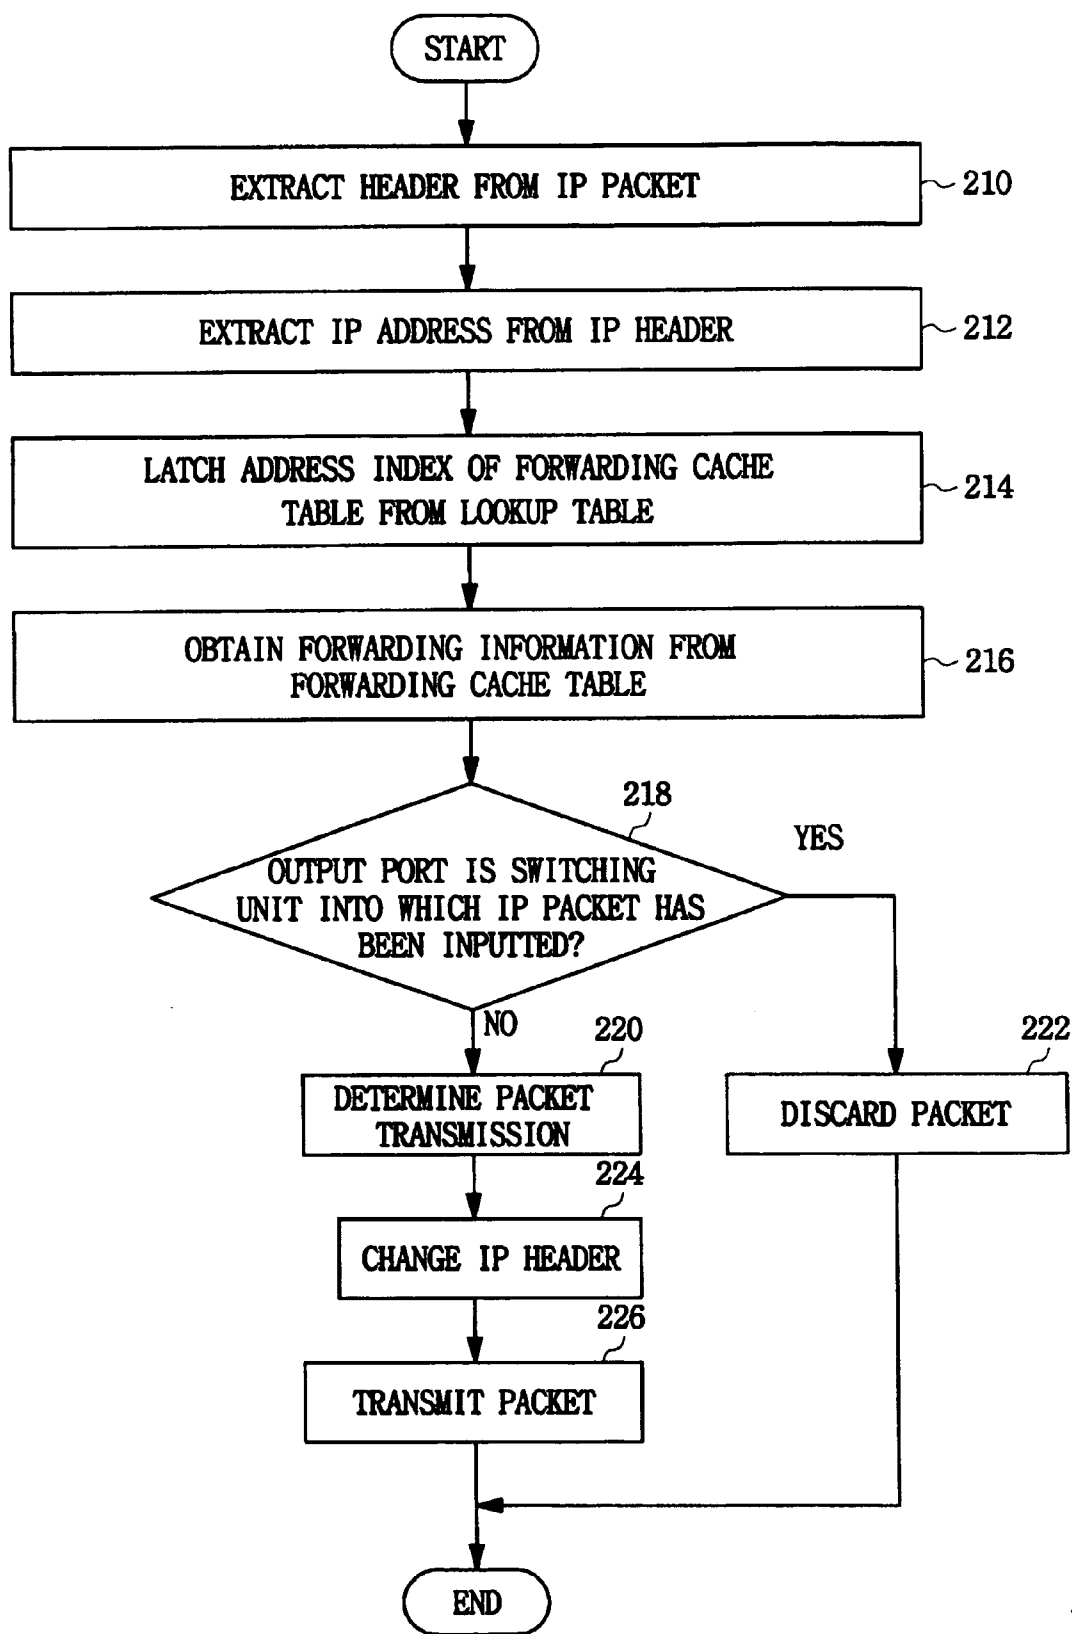 START
EXTRACT HEADER FROM IP PACKET
210
EXTRACT IP ADDRESS FROM IP HEADER
212
LATCH ADDRESS INDEX OF FORWARDING CACHE
TABLE FROM LOOKUP TABLE
214
OBTAIN FORWARDING INFORMATION FROM
FORWARDING CACHE TABLE
216
218
YES
OUTPUT PORT IS SWITCHING
UNIT INTO WHICH IP PACKET HAS
BEEN INPUTTED?
NO
220
222
DETERMINE PACKET
TRANSMISSION
DISCARD PACKET
224
CHANGE IP HEADER
226
TRANSMIT PACKET
END